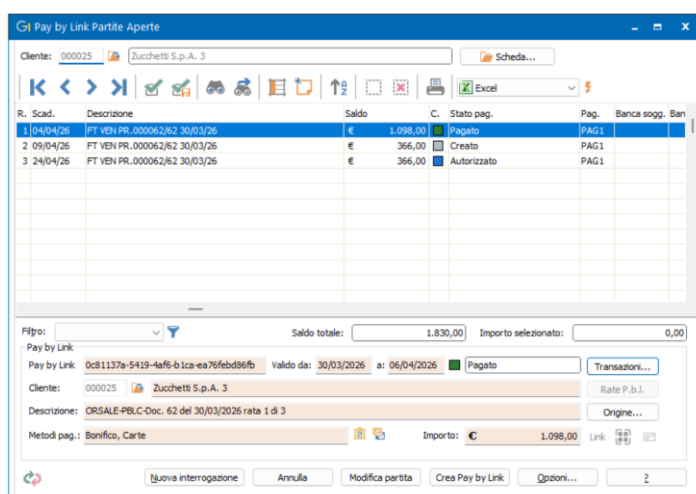 G1 Pay by Link Partite Aperte
Cliente: 000025 Zucchetti S.p.A. 3 Scheda...
Excel
R. Scad. Descrizione Saldo C. Stato pag. Pag. Banca sogg. Ban
1 04/04/26 FT VEN PR.000062/62 30/03/26 € 1.098,00 Pagato PAG1
2 09/04/26 FT VEN PR.000062/62 30/03/26 € 366,00 Creato PAG1
3 24/04/26 FT VEN PR.000062/62 30/03/26 € 366,00 Autorizzato PAG1
Filtro: Saldo totale: 1.830,00 Importo selezionato: 0,00
Pay by Link
Pay by Link 0c81137a-5419-4af6-b1ca-ea76febd86fb Valido da: 30/03/2026 a: 06/04/2026 Pagato Transazioni...
Cliente: 000025 Zucchetti S.p.A. 3 Rate P.b.l.
Descrizione: ORSALE-PBLC-Doc. 62 del 30/03/2026 rata 1 di 3 Origine...
Metodi pag.: Bonifico, Carte Importo: € 1.098,00 Link
Nuova interrogazione Annulla Modifica partita Crea Pay by Link Opzioni... ?